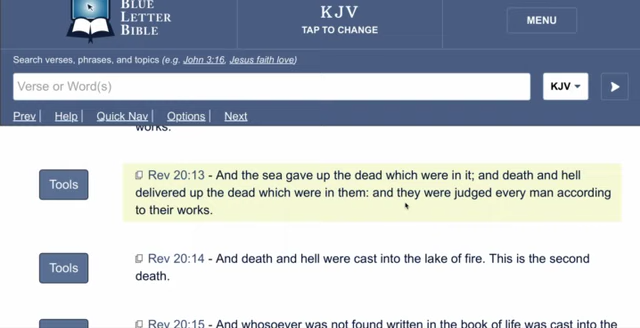 BLUE
LETTER
BIBLE
KJV
TAP TO CHANGE
MENU
Search verses, phrases, and topics (e.g. John 3:16, Jesus faith love)
Verse or Word(s)
KJV
Prev | Help | Quick Nav | Options | Next
works.
Tools
Rev 20:13 - And the sea gave up the dead which were in it; and death and hell
delivered up the dead which were in them: and they were judged every man according
to their works.
Tools
Rev 20:14 - And death and hell were cast into the lake of fire. This is the second
death.
Tools
Rev 20:15 - And whosoever was not found written in the book of life was cast into the